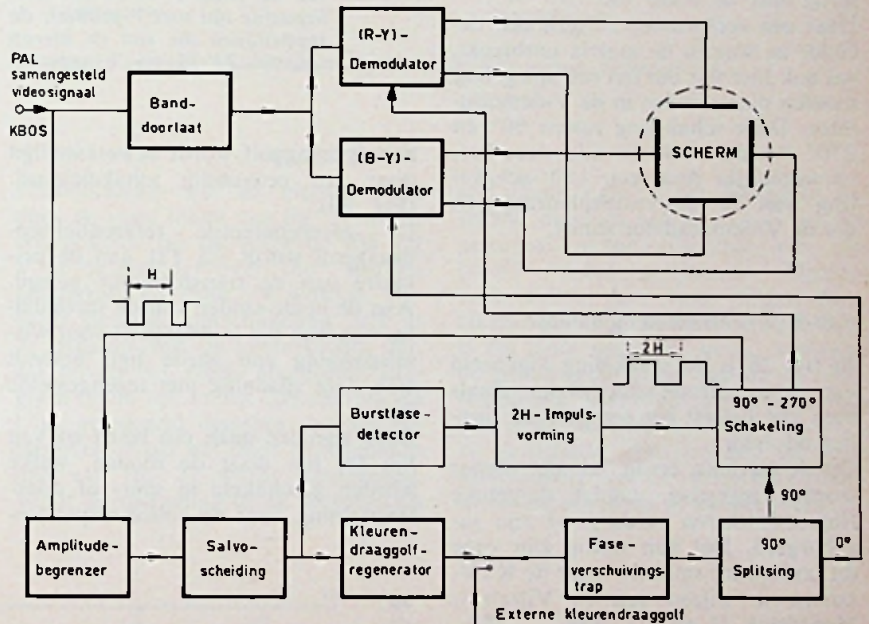 PAL
samengesteld
videosignaal
KBOS
Band-
doorlaat
(R-Y)-
Demodulator
(B-Y)-
Demodulator
SCHERM
H
2H
Burstfase-
detector
2H-Impuls-
vorming
90°-270°
Schakeling
90°
Amplitude-
begrenzer
Salvo-
scheiding
Kleuren-
draaggolf-
regenerator
Fase-
verschuivings-
trap
90°
Splitsing
0°
Externe kleurendraaggolf